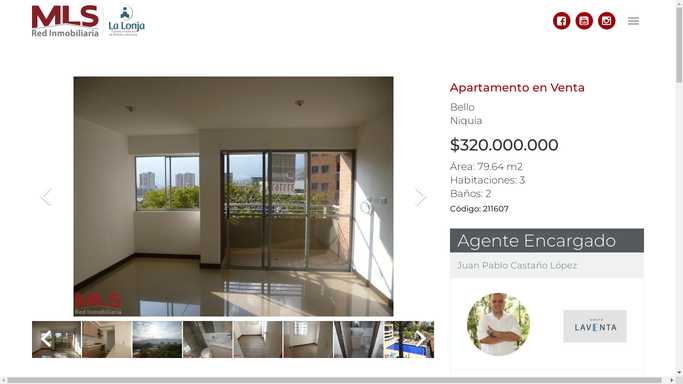 MLS
Red Inmobiliaria
La Lonja
Apartamento en Venta
Bello
Niquia
$320.000.000
Área: 79.64 m2
Habitaciones: 3
Baños: 2
Código: 211607
Agente Encargado
Juan Pablo Castaño López
LAVENTA
MLS
Red Inmobiliaria